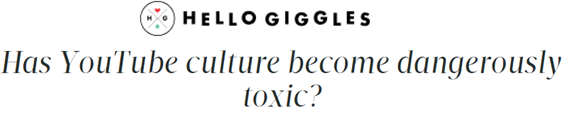 H G HELLO GIGGLES
Has YouTube culture become dangerously
toxic?